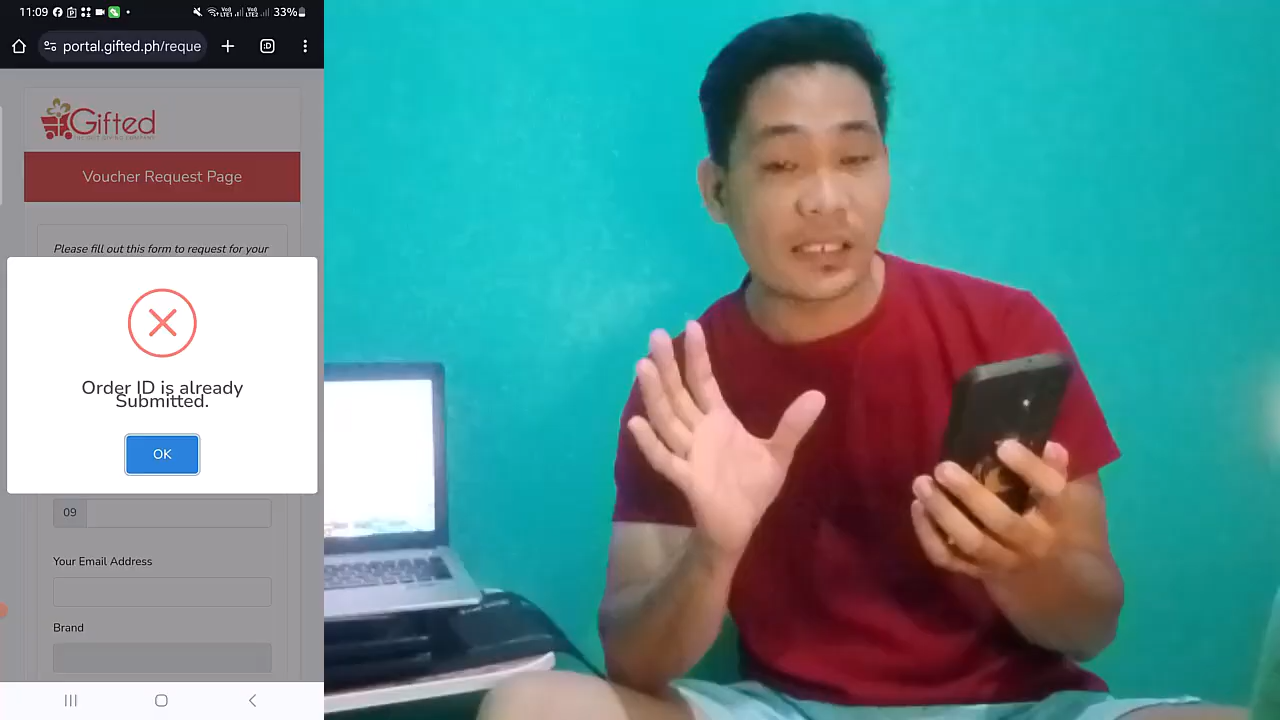 11:09
33%
portal.gifted.ph/reque
:D
Gifted
Voucher Request Page
Please fill out this form to request for your
Order ID is already
Submitted.
OK
09
Your Email Address
Brand